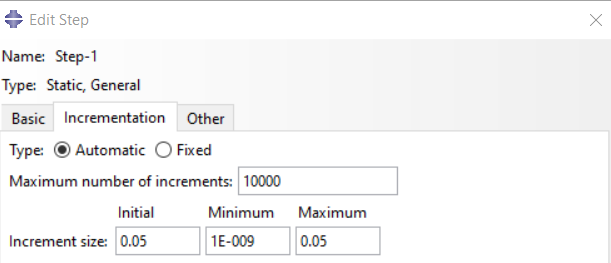 Edit Step
Name: Step-1
Type: Static, General
Basic Incrementation Other
Type: Automatic Fixed
Maximum number of increments: 10000
Initial Minimum Maximum
Increment size: 0.05 1E-009 0.05